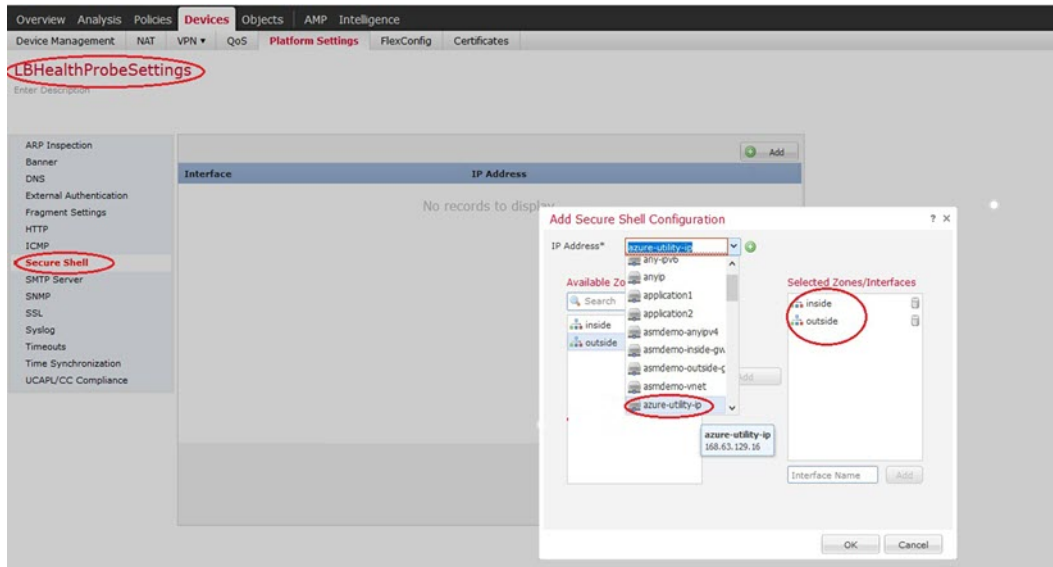 Overview Analysis Policies Devices Objects AMP Intelligence
Device Management NAT VPN QoS Platform Settings FlexConfig Certificates
LBHealthProbeSettings
Enter Description
ARP Inspection
Banner
DNS
External Authentication
Fragment Settings
HTTP
ICMP
Secure Shell
SMTP Server
SNMP
SSL
Syslog
Timeouts
Time Synchronization
UCAPL/CC Compliance
Add
Interface IP Address
No records to display
Add Secure Shell Configuration ? ×
IP Address* azure-utility-ip
any-ipv6
anyip
application1
application2
asmdemo-anyipv4
asmdemo-inside-gw
asmdemo-outside-g
asmdemo-vnet
azure-utility-ip
azure-utility-ip
168.63.129.16
Available Zo
Search
inside
outside
Add
Selected Zones/Interfaces
inside
outside
Interface Name Add
OK Cancel